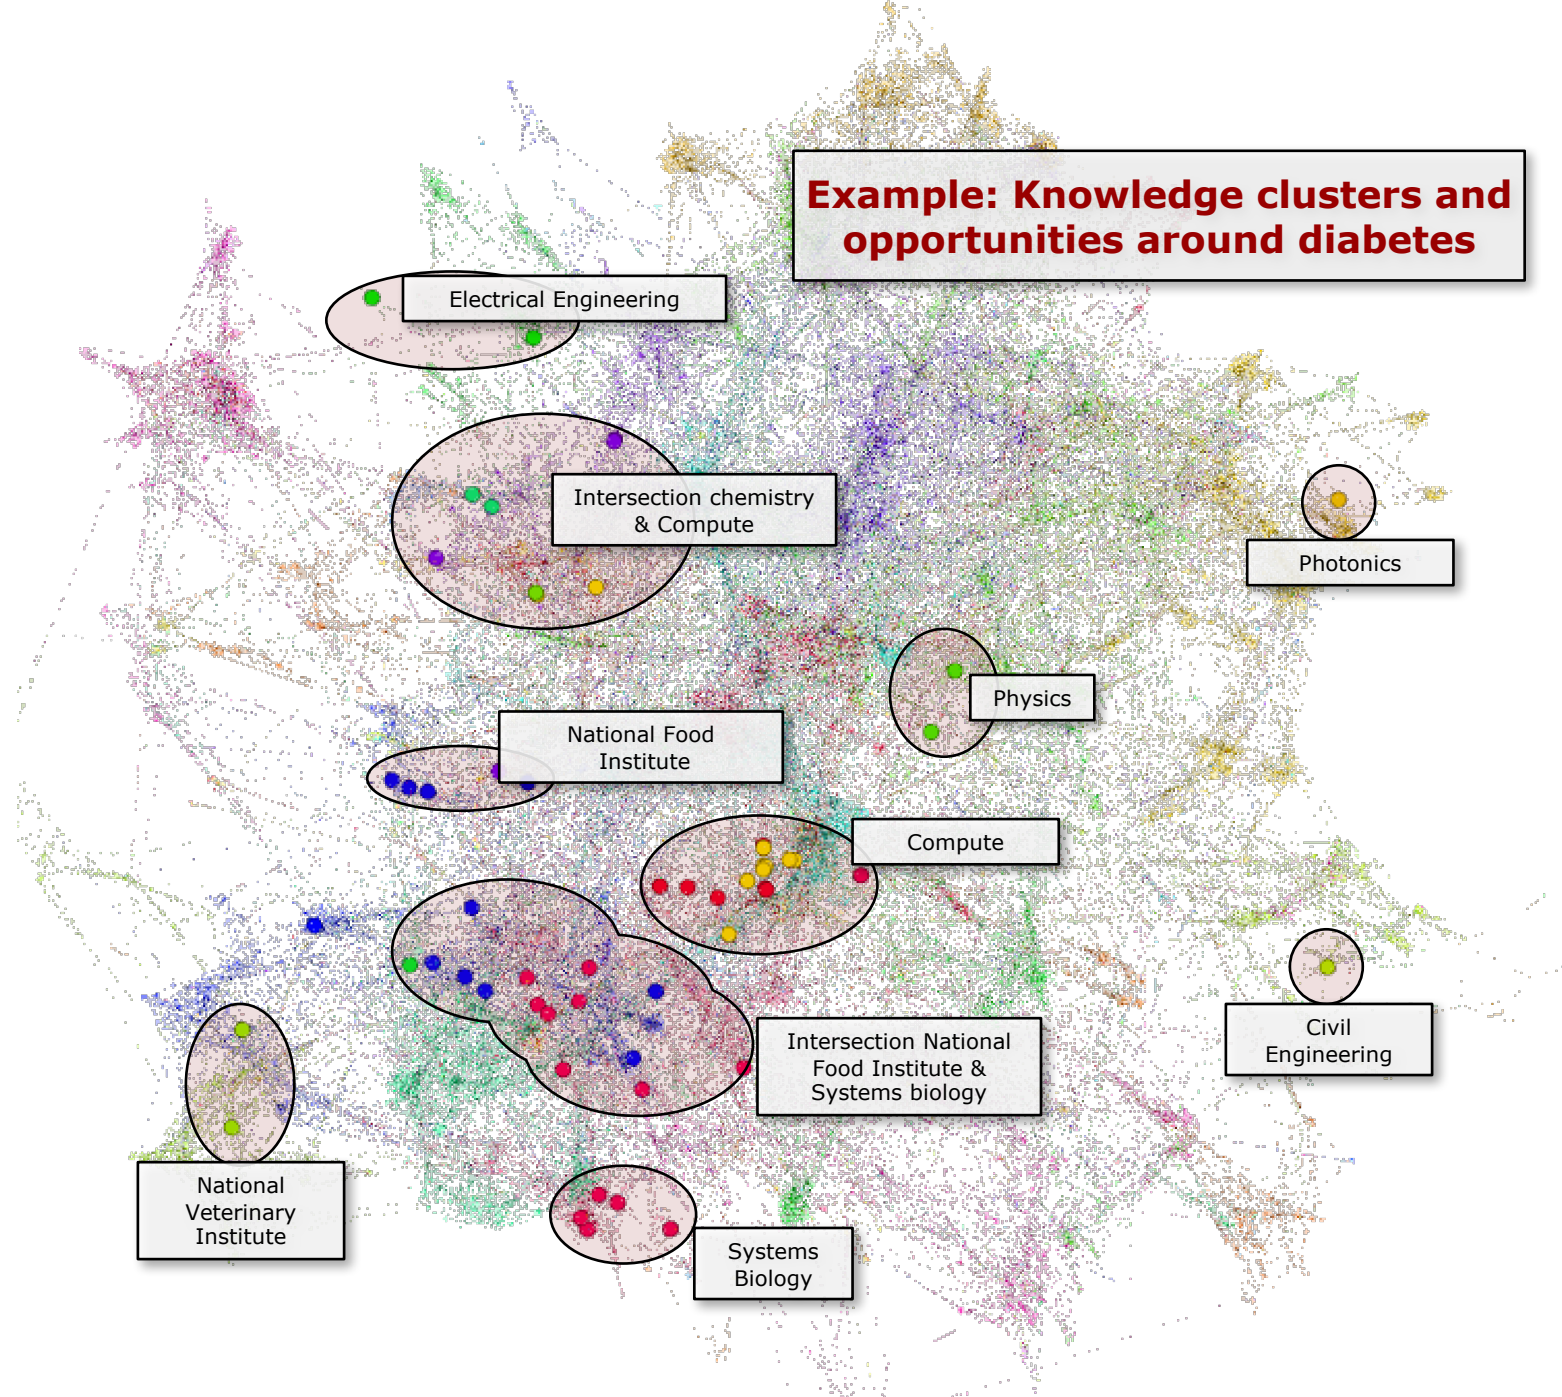 Example: Knowledge clusters and
opportunities around diabetes
Electrical Engineering
Intersection chemistry
& Compute
Photonics
Physics
National Food
Institute
Compute
Civil
Engineering
Intersection National
Food Institute &
Systems biology
National
Veterinary
Institute
Systems
Biology